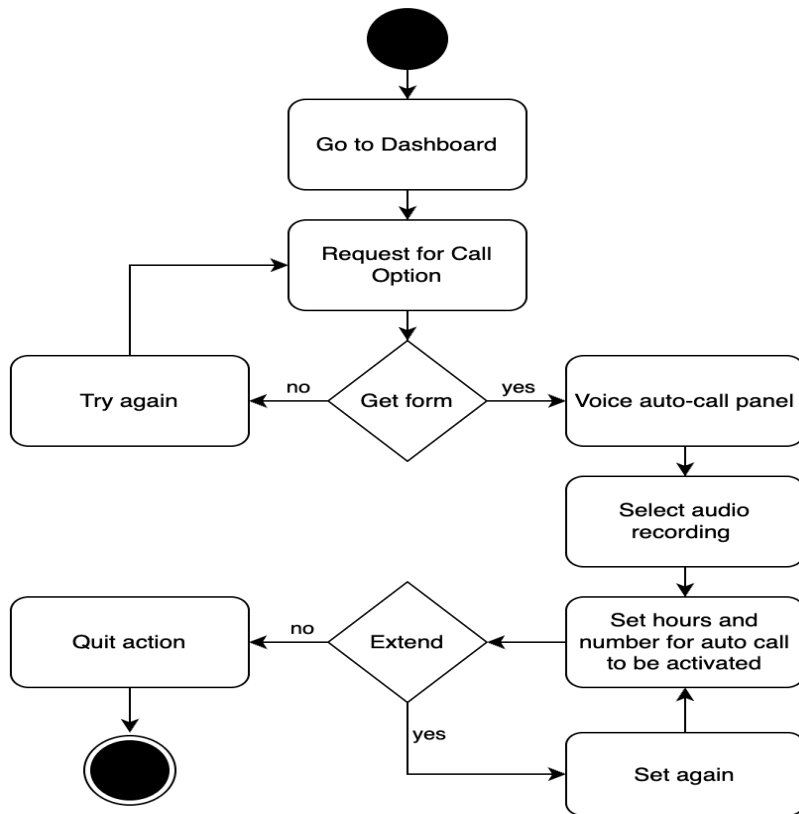 Go to Dashboard
Request for Call
Option
Try again
no
Get form
yes
Voice auto-call panel
Select audio
recording
Quit action
no
Extend
Set hours and
number for auto call
to be activated
yes
Set again